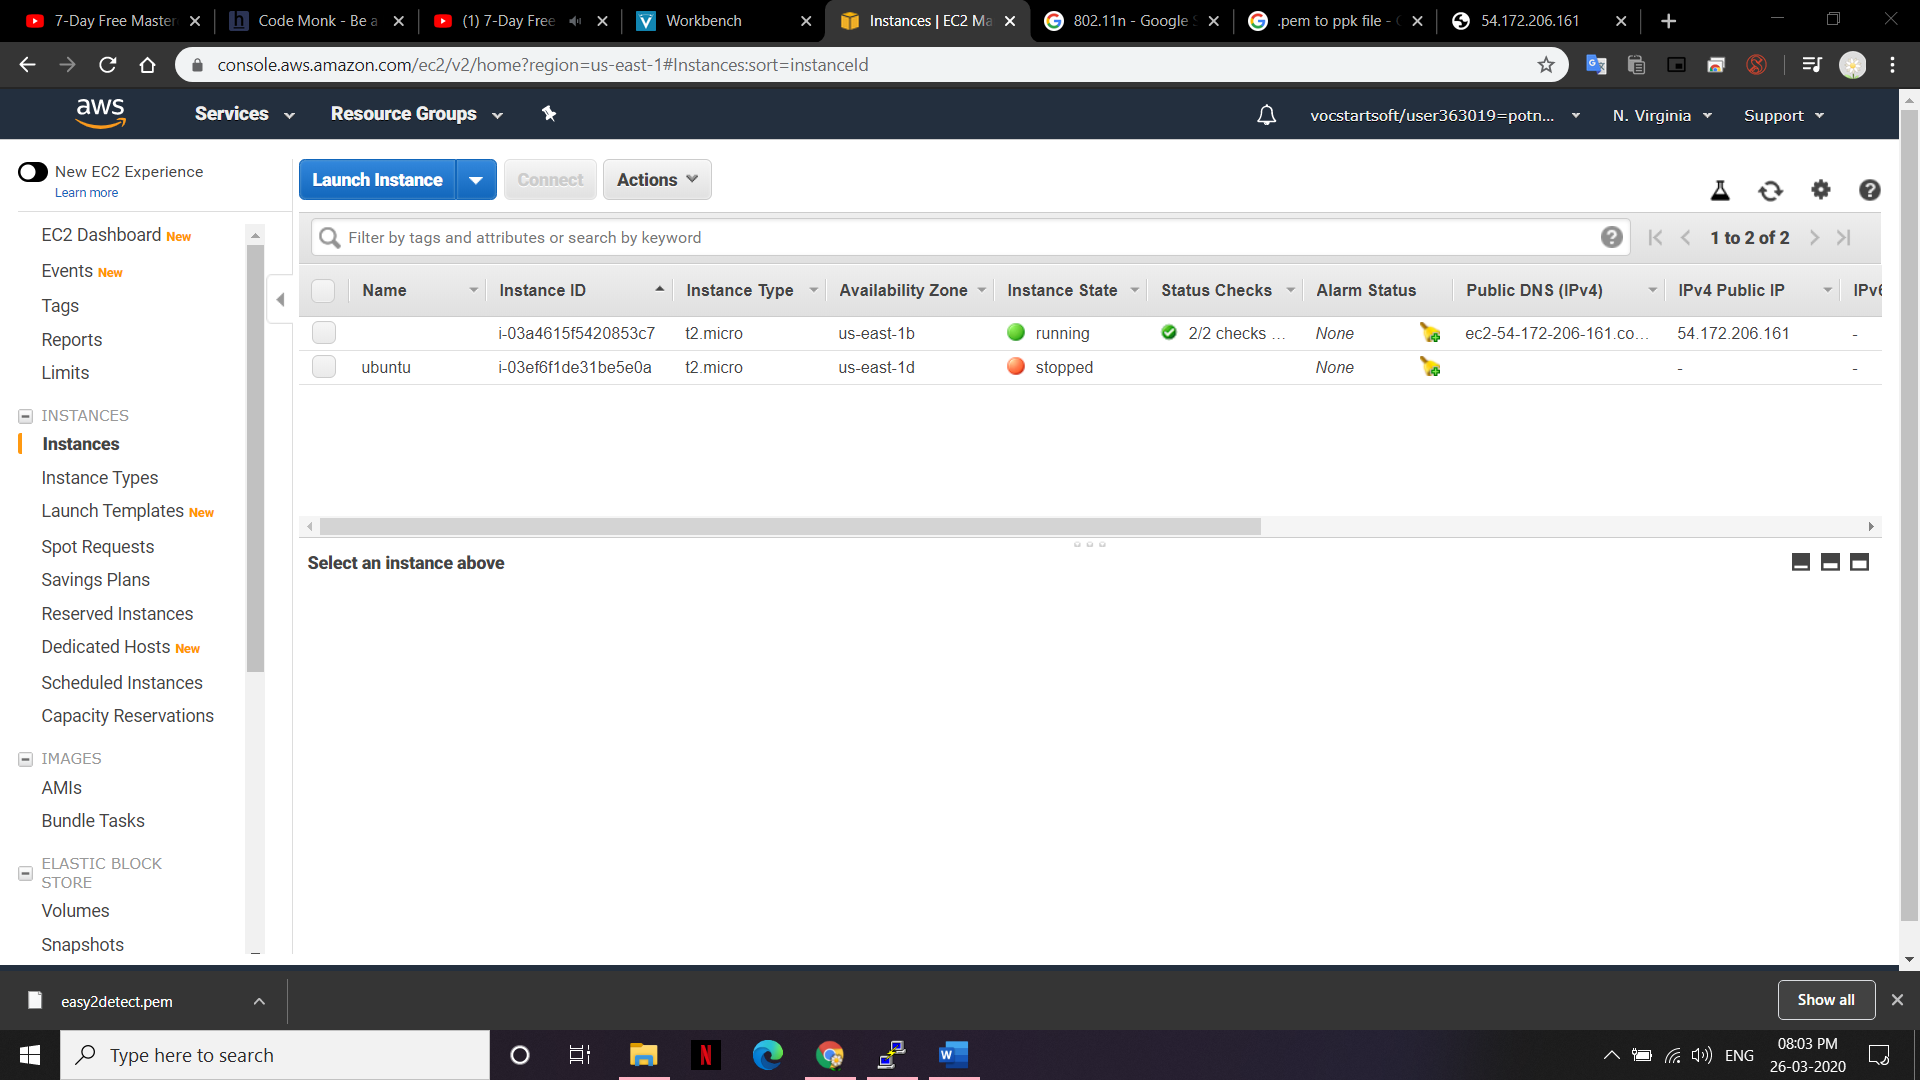 7-Day Free Master
Code Monk - Be a
(1) 7-Day Free
Workbench
Instances | EC2 Ma
802.11n - Google S
.pem to ppk file - G
54.172.206.161
console.aws.amazon.com/ec2/v2/home?region=us-east-1#Instances:sort=instanceId
aws
Services
Resource Groups
vocstartsoft/user363019=potn...
N. Virginia
Support
New EC2 Experience
Learn more
EC2 Dashboard New
Events New
Tags
Reports
Limits
INSTANCES
Instances
Instance Types
Launch Templates New
Spot Requests
Savings Plans
Reserved Instances
Dedicated Hosts New
Scheduled Instances
Capacity Reservations
IMAGES
AMIs
Bundle Tasks
ELASTIC BLOCK
STORE
Volumes
Snapshots
Launch Instance
Connect
Actions
Filter by tags and attributes or search by keyword
1 to 2 of 2
Name Instance ID Instance Type Availability Zone Instance State Status Checks Alarm Status Public DNS (IPv4) IPv4 Public IP IPv6
i-03a4615f5420853c7 t2.micro us-east-1b running 2/2 checks ... None ec2-54-172-206-161.co... 54.172.206.161 -
ubuntu i-03ef6f1de31be5e0a t2.micro us-east-1d stopped None - -
Select an instance above
easy2detect.pem
Show all
Type here to search
ENG
08:03 PM
26-03-2020